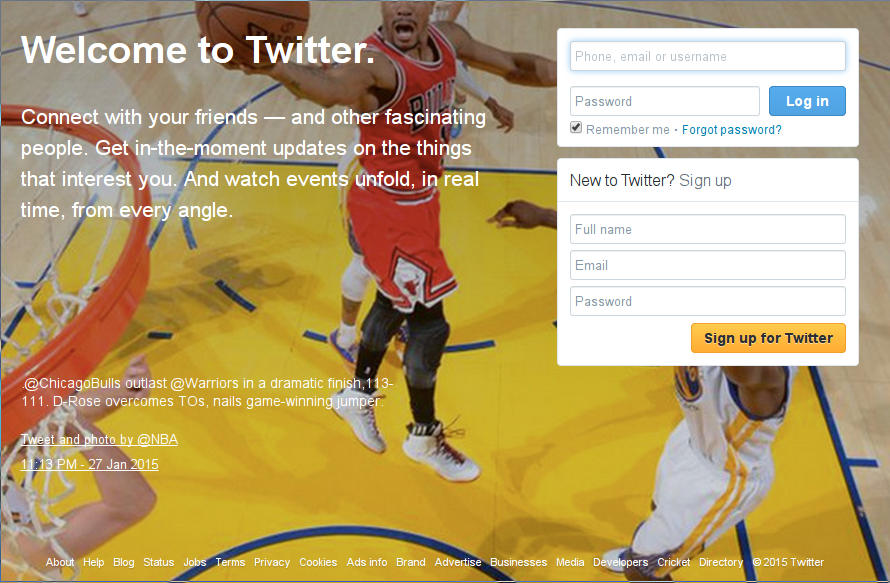 Welcome to Twitter.
Connect with your friends — and other fascinating
people. Get in-the-moment updates on the things
that interest you. And watch events unfold, in real
time, from every angle.
Phone, email or username
Password
Log in
Remember me · Forgot password?
New to Twitter? Sign up
Full name
Email
Password
Sign up for Twitter
BULLS
.@ChicagoBulls outlast @Warriors in a dramatic finish,113-
111. D-Rose overcomes TOs, nails game-winning jumper.
Tweet and photo by @NBA
11:13 PM - 27 Jan 2015
About Help Blog Status Jobs Terms Privacy Cookies Ads info Brand Advertise Businesses Media Developers Cricket Directory © 2015 Twitter